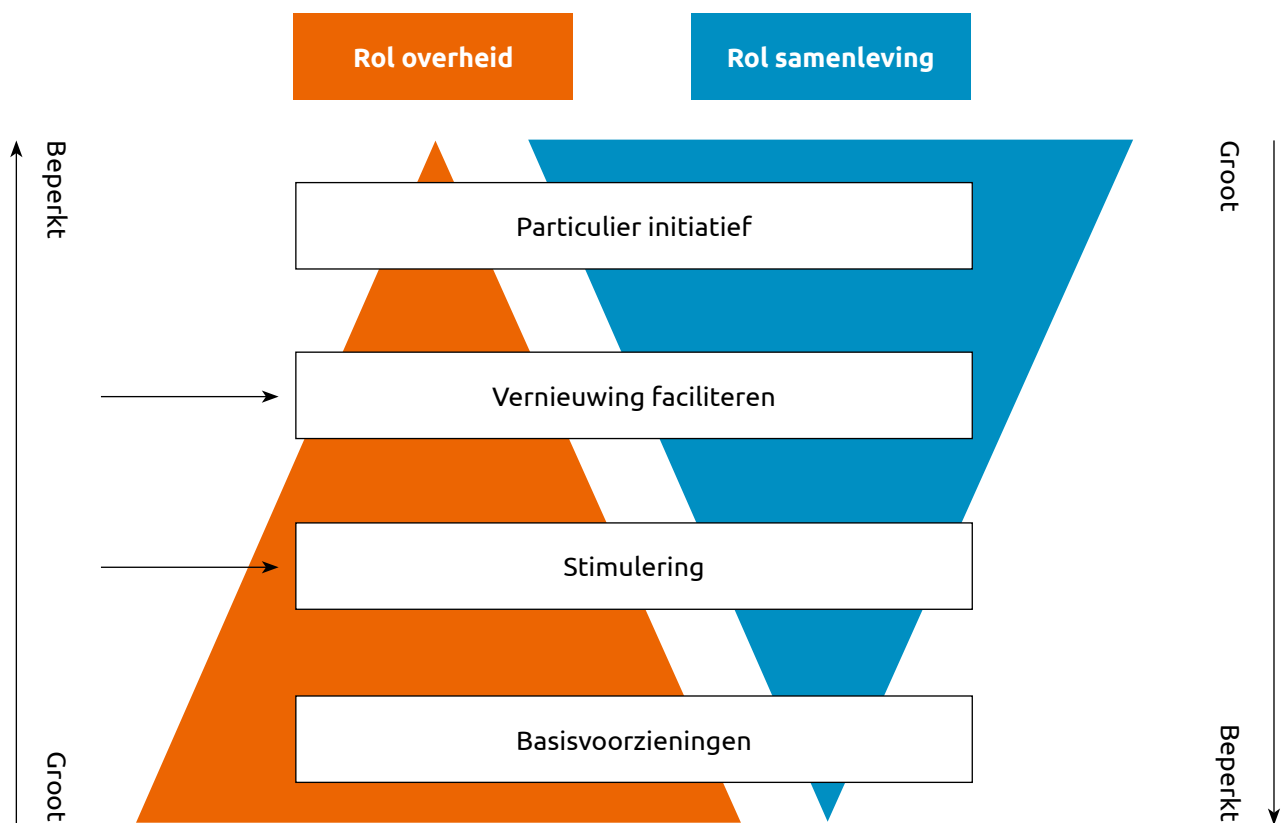 Rol overheid
Rol samenleving
Beperkt
Groot
Particulier initiatief
Vernieuwing faciliteren
Stimulering
Basisvoorzieningen
Groot
Beperkt